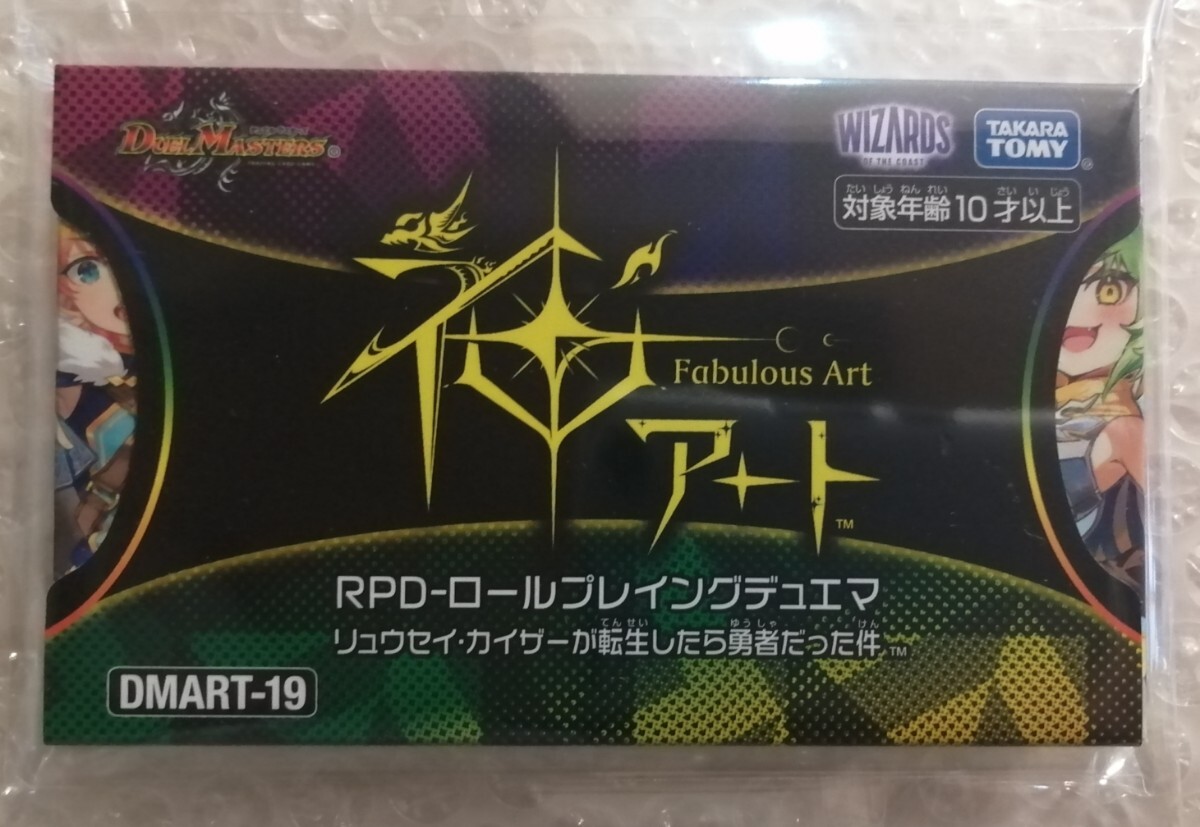 DUEL MASTERS
WIZARDS
OF THE COAST
TAKARA
TOMY
たいしょうねんれい さいいじょう
対象年齢10才以上
神
Fabulous Art
アート
TM
RPD-ロールプレイングデュエマ
てんせい ゆうしゃ けん
リュウセイ・カイザーが転生したら勇者だった件TM
DMART-19